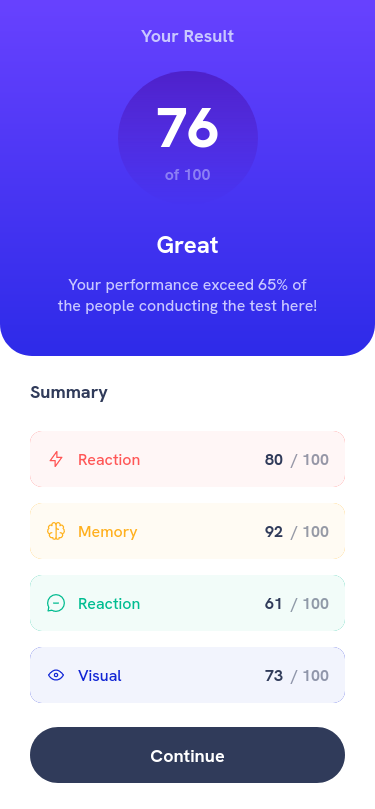 Your Result
76
of 100
Great
Your performance exceed 65% of
the people conducting the test here!
Summary
Reaction 80 / 100
Memory 92 / 100
Reaction 61 / 100
Visual 73 / 100
Continue